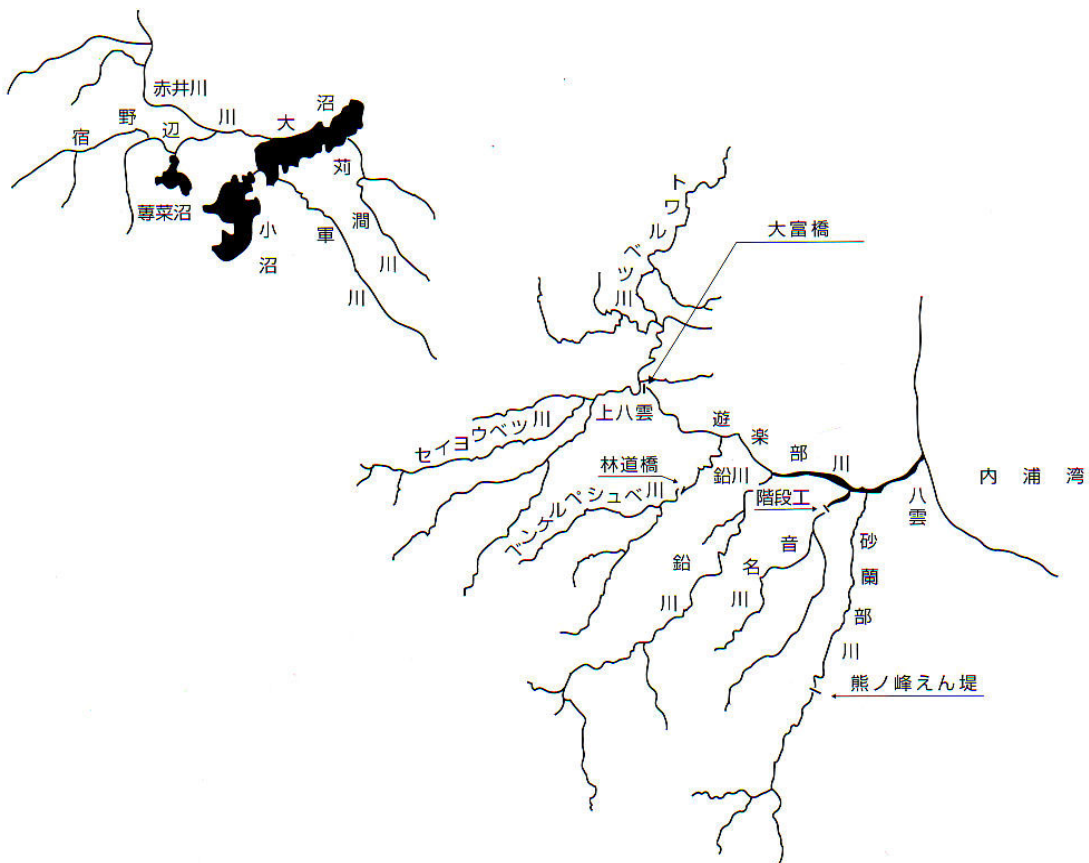 赤井川
宿野辺川
大沼
蓴菜沼
小沼
軍川
苅澗川
トワルベツ川
大富橋
上八雲
遊楽部川
セイヨウベツ川
林道橋
鉛川
ベンケルペシュベ川
階段工
八雲
内浦湾
音名川
鉛川
砂蘭部川
熊ノ峰えん堤